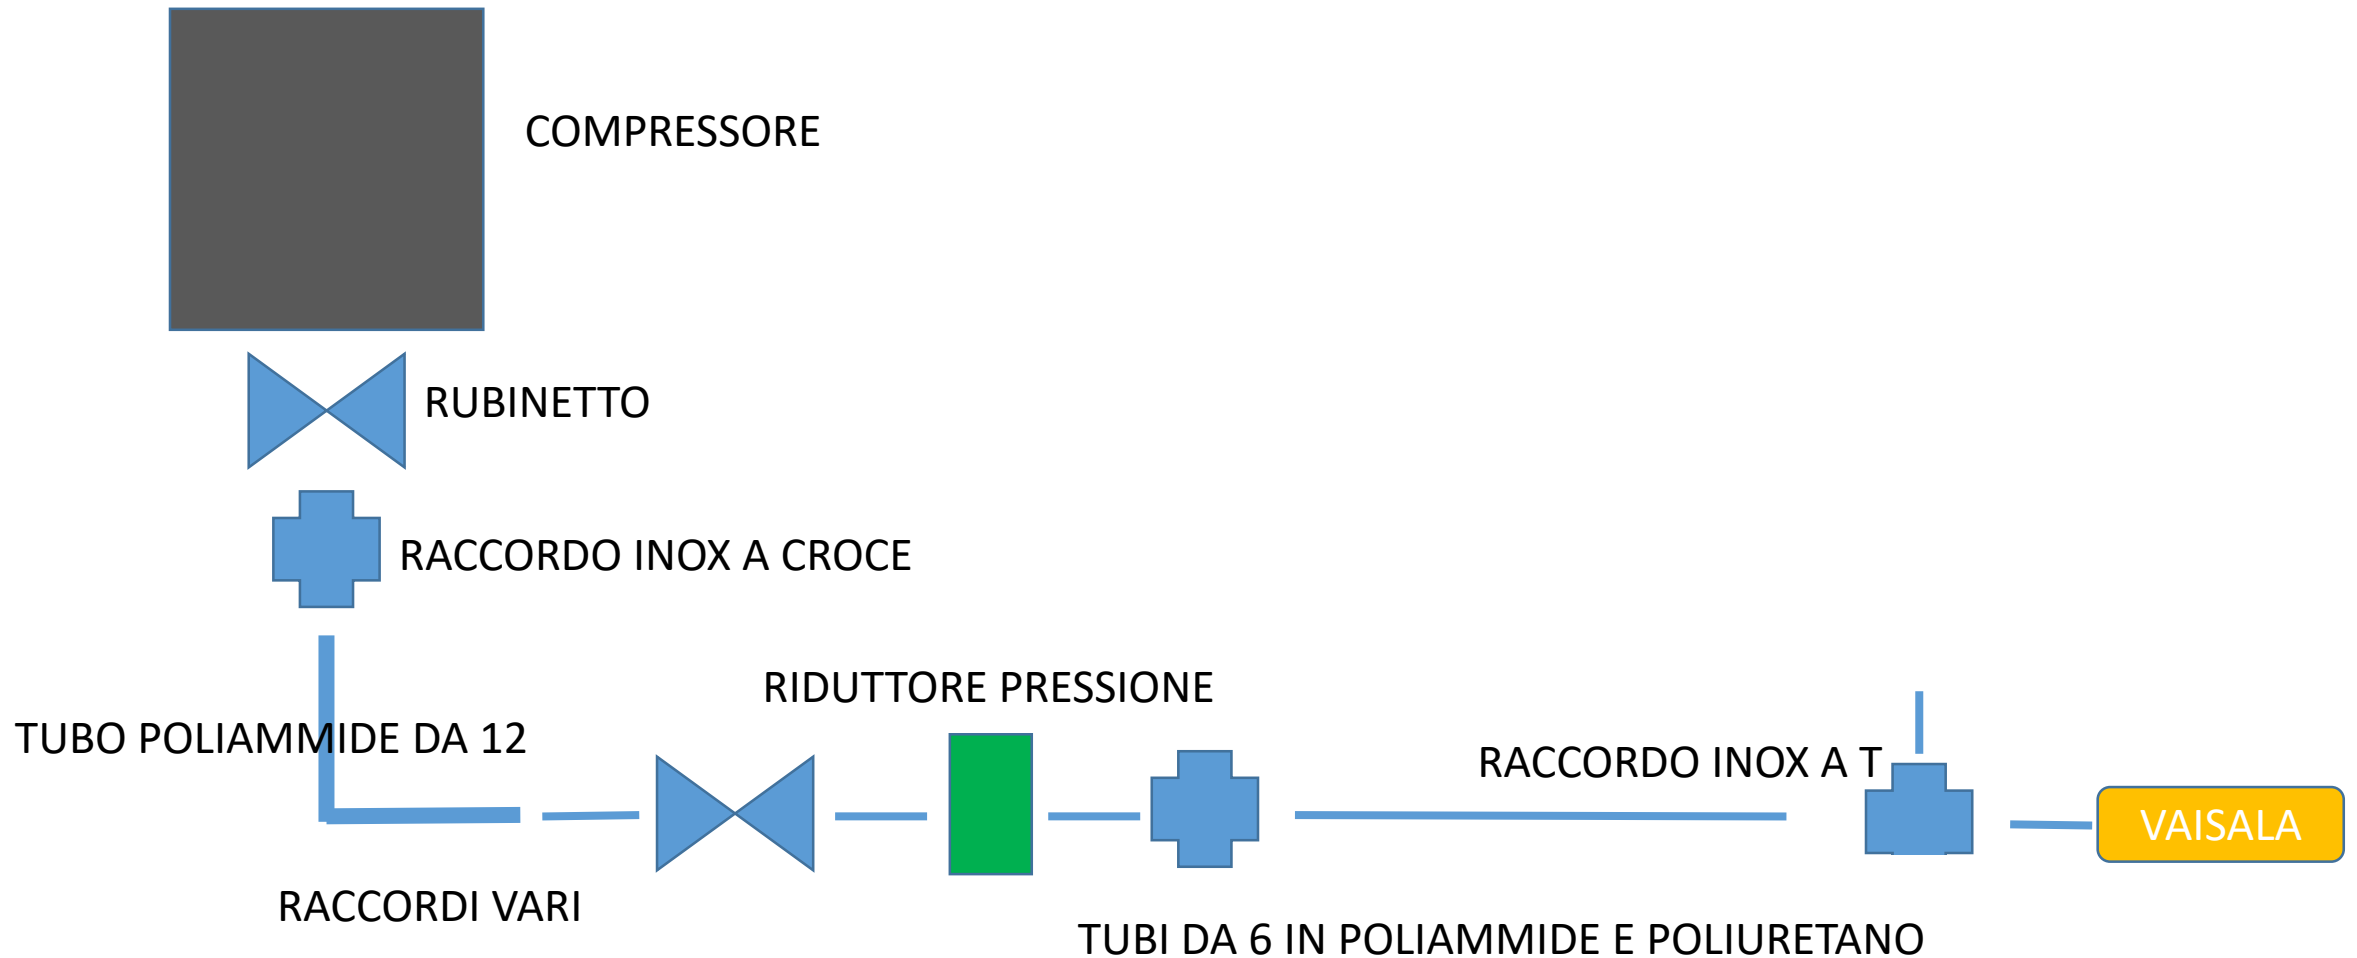 COMPRESSORE
RUBINETTO
RACCORDO INOX A CROCE
RIDUTTORE PRESSIONE
TUBO POLIAMMIDE DA 12
RACCORDO INOX A T
VAISALA
RACCORDI VARI
TUBI DA 6 IN POLIAMMIDE E POLIURETANO